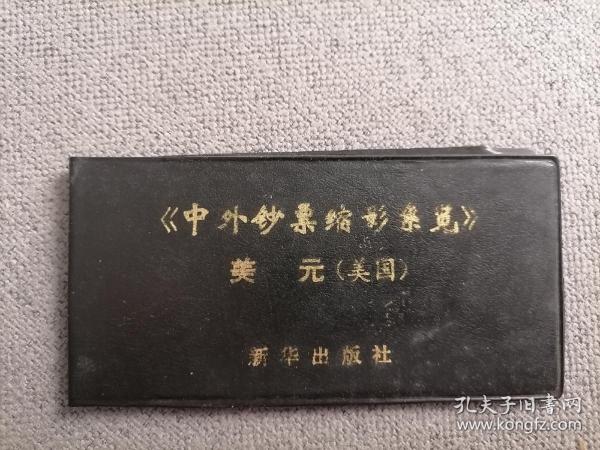 《中外钞票缩影集览》
美 元(美国)
新华出版社
孔夫子旧书网
www.kongfz.com